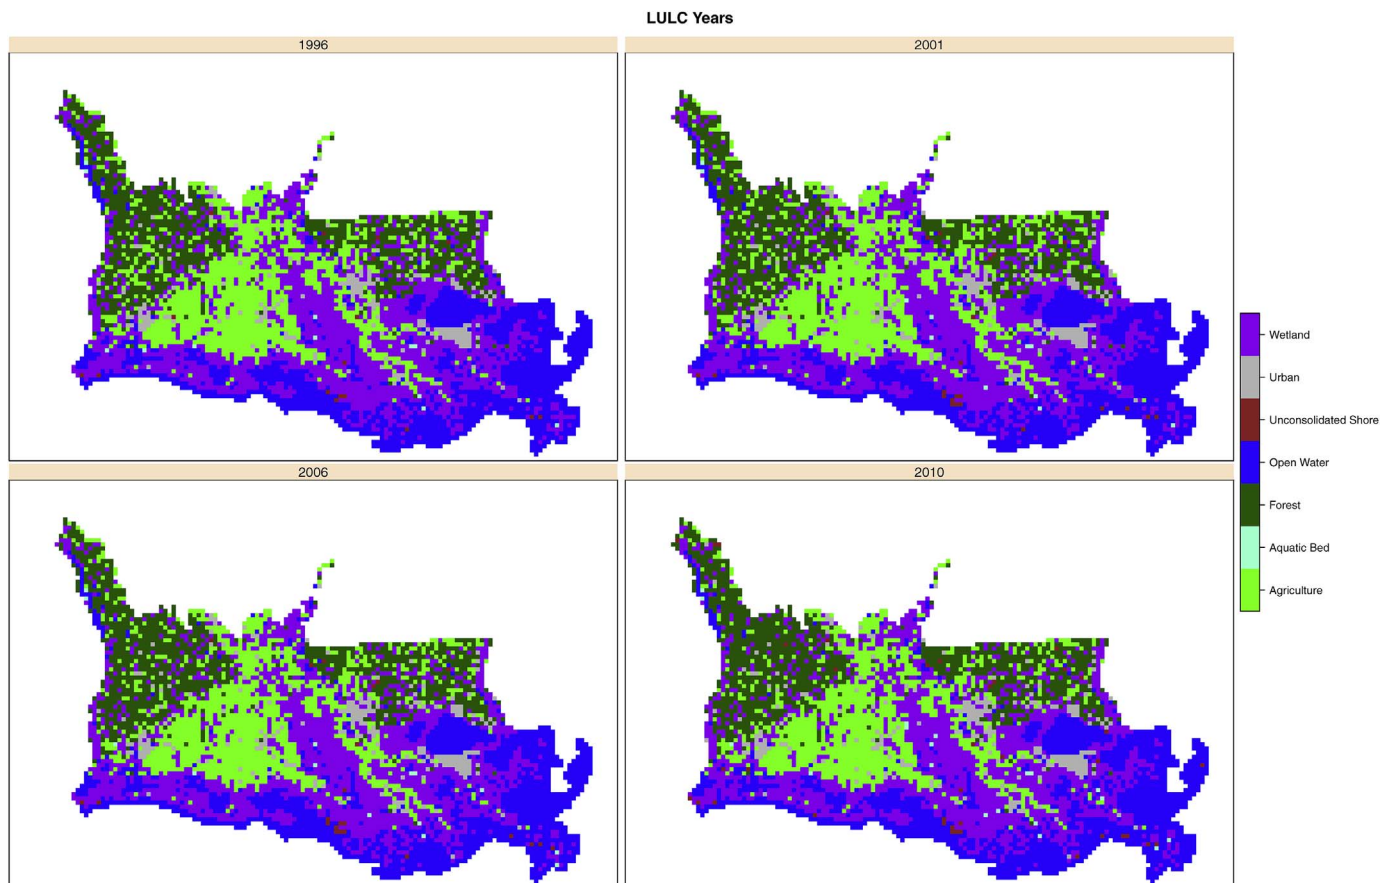 LULC Years
1996
2001
2006
2010
Wetland
Urban
Unconsolidated Shore
Open Water
Forest
Aquatic Bed
Agriculture